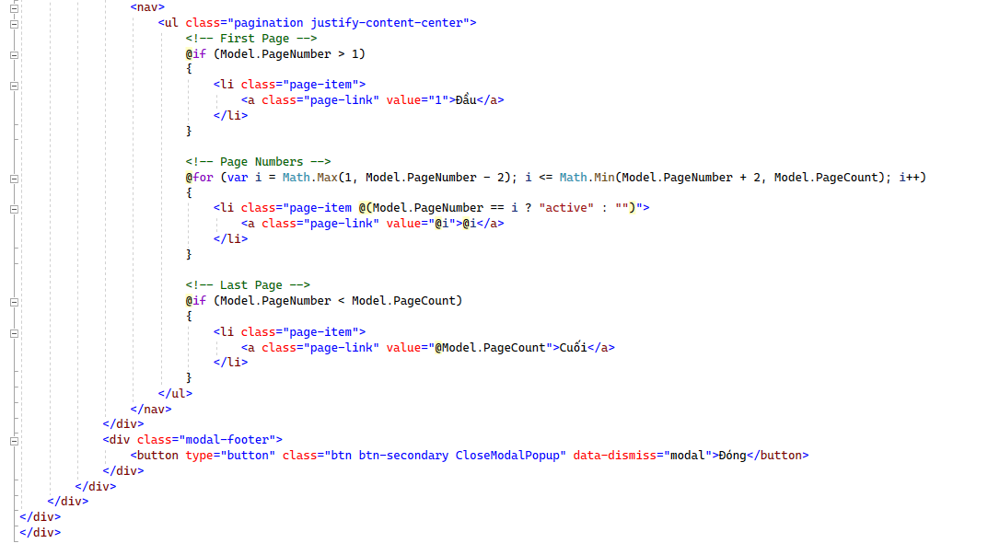 <nav>
<ul class="pagination justify-content-center">
<!-- First Page -->
@if (Model.PageNumber > 1)
{
<li class="page-item">
<a class="page-link" value="1">Đầu</a>
</li>
}
<!-- Page Numbers -->
@for (var i = Math.Max(1, Model.PageNumber - 2); i <= Math.Min(Model.PageNumber + 2, Model.PageCount); i++)
{
<li class="page-item @(Model.PageNumber == i ? "active" : "")">
<a class="page-link" value="@i">@i</a>
</li>
}
<!-- Last Page -->
@if (Model.PageNumber < Model.PageCount)
{
<li class="page-item">
<a class="page-link" value="@Model.PageCount">Cuối</a>
</li>
}
</ul>
</nav>
</div>
<div class="modal-footer">
<button type="button" class="btn btn-secondary CloseModalPopup" data-dismiss="modal">Đóng</button>
</div>
</div>
</div>
</div>
</div>